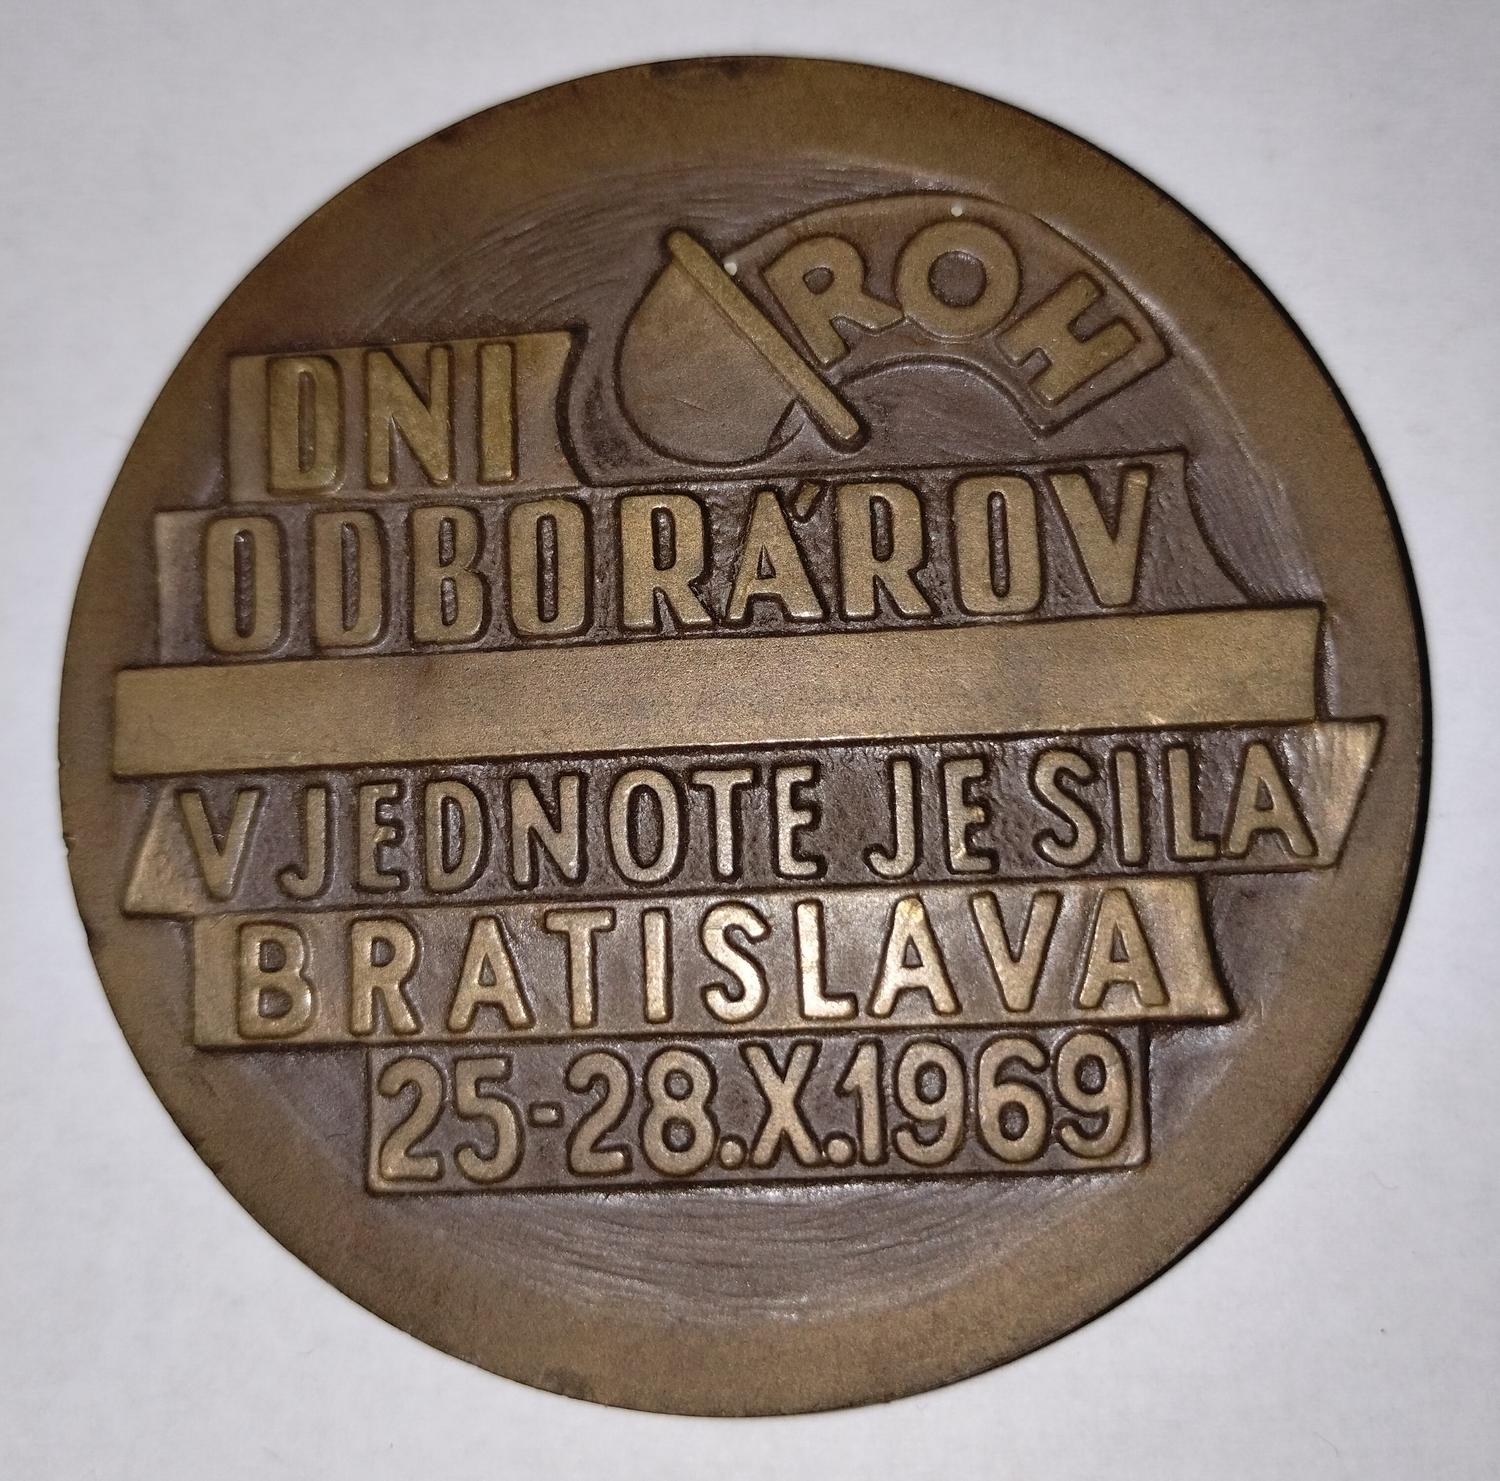 ROH
DNI
ODBORÁROV
V JEDNOTE JE SILA
BRATISLAVA
25-28.X.1969